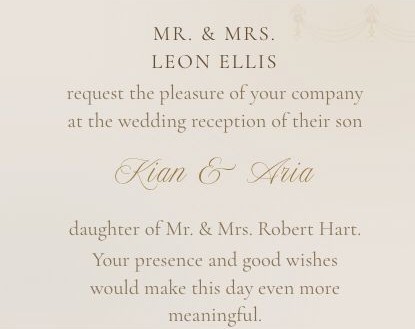 MR. & MRS.
LEON ELLIS
request the pleasure of your company
at the wedding reception of their son
Kian & Aria
daughter of Mr. & Mrs. Robert Hart.
Your presence and good wishes
would make this day even more
meaningful.